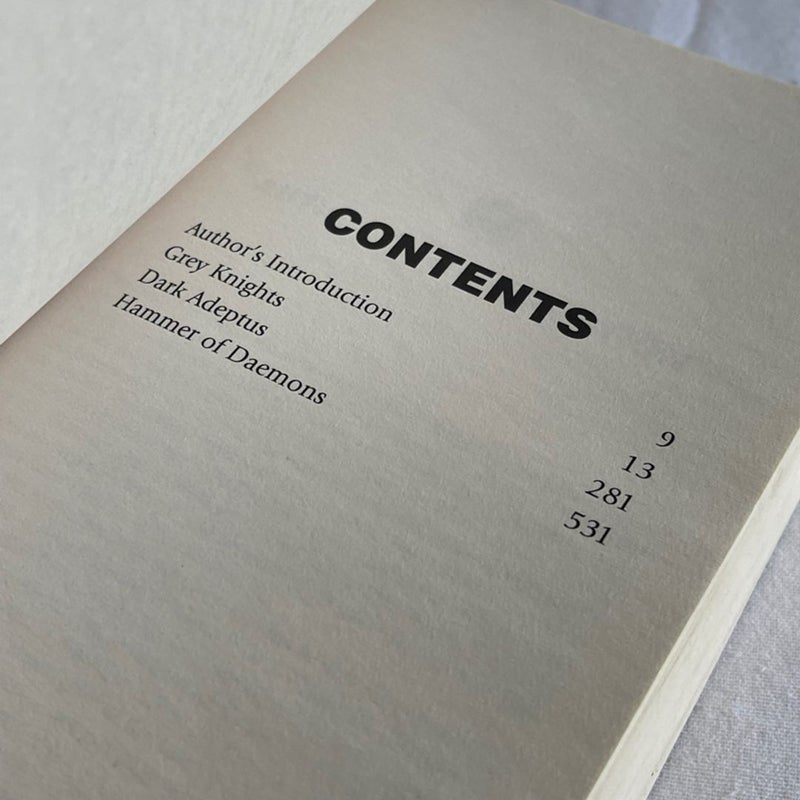 CONTENTS
Author's Introduction 9
Grey Knights 13
Dark Adeptus 281
Hammer of Daemons 531